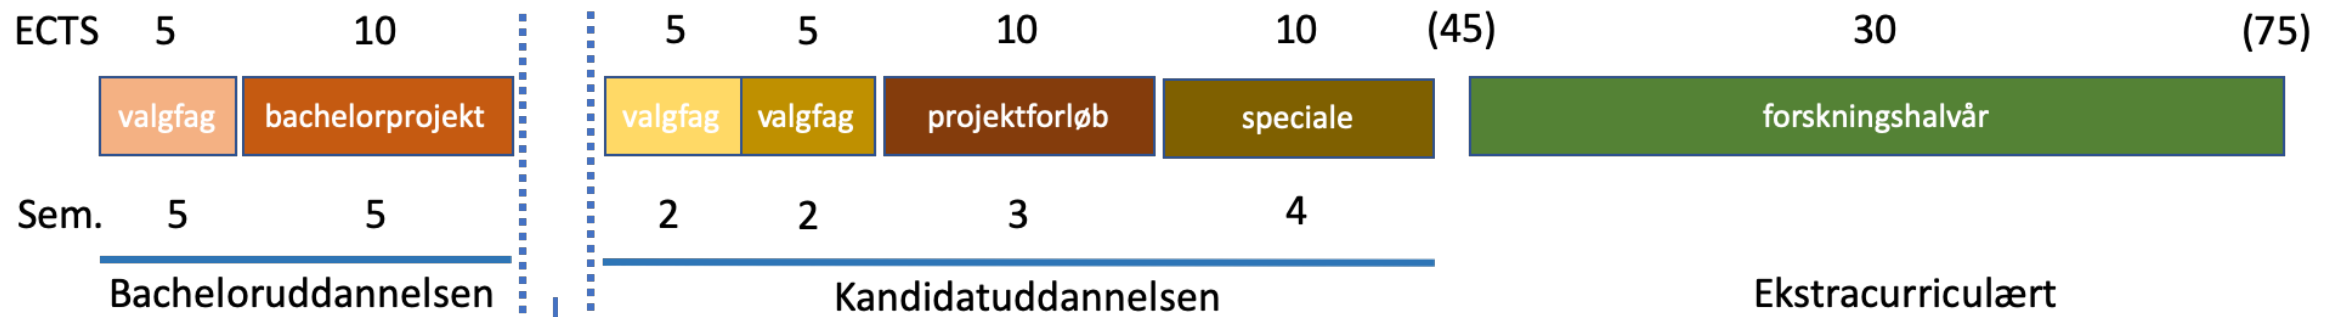 ECTS 5 10 5 5 10 10 (45) 30 (75)
valgfag bachelorprojekt valgfag valgfag projektforløb speciale forskningshalvår
Sem. 5 5 2 2 3 4
Bacheloruddannelsen Kandidatuddannelsen Ekstracurriculært